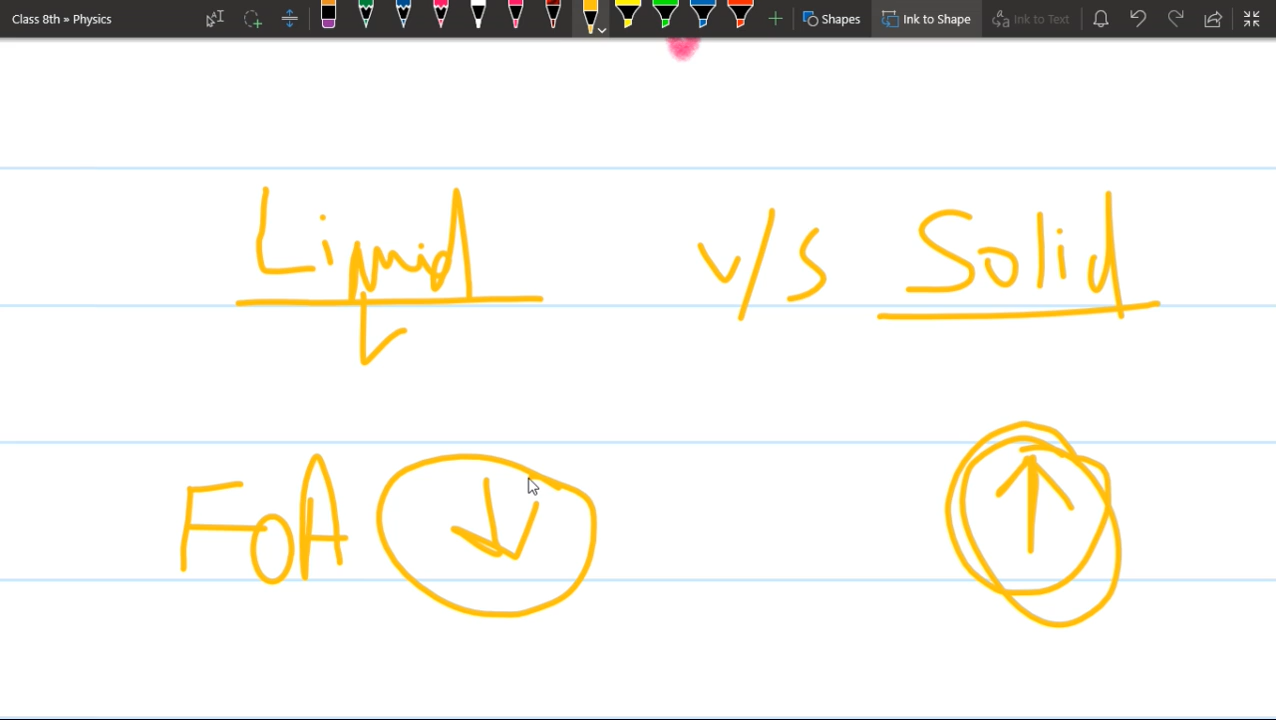 Class 8th » Physics
Shapes
Ink to Shape
Ink to Text
Liquid v/s Solid
FOA ↓ ↑